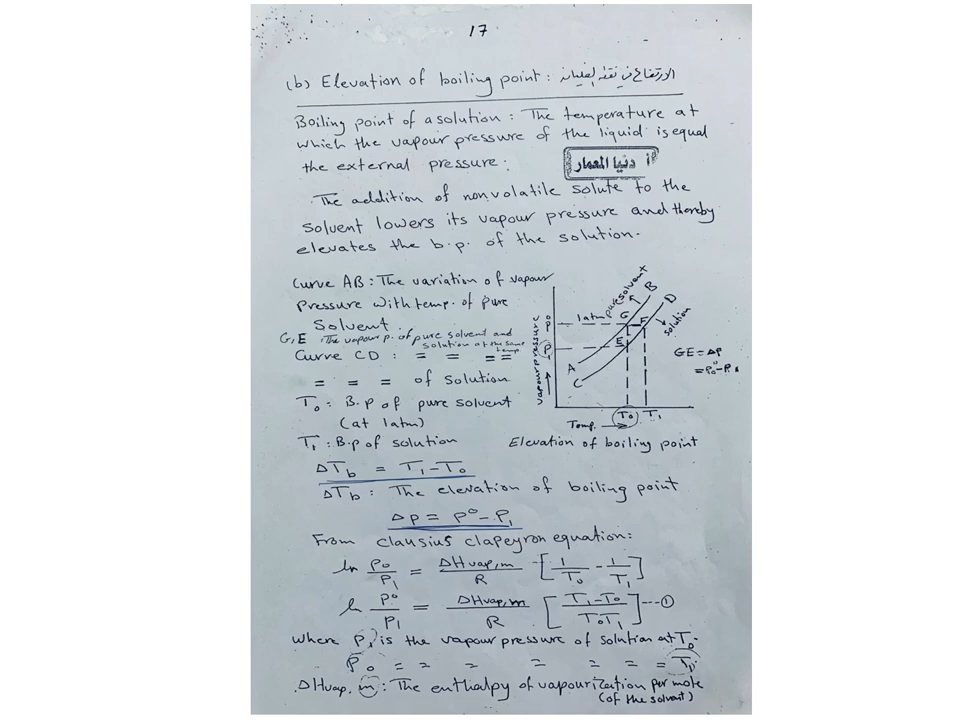 17
(b) Elevation of boiling point : الارتفاع في نقطة الغليان
Boiling point of a solution : The temperature at
which the vapour pressure of the liquid is equal
the external pressure :
دنيا المعمار
The addition of nonvolatile solute to the
solvent lowers its vapour pressure and thereby
elevates the b.p. of the solution.
Curve AB : The variation of vapour
pressure with temp. of pure
Solvent
G, E : The vapour p. of pure solvent and
solution at the same
temp
Curve CD : = = = =
= = = of solution
T₀ : B.p of pure solvent
(at 1atm)
T₁ : B.p of solution
vapour pressure
P₀
P₁
1atm
pure solvent
B
D
G
F
solution
E
A
C
GE = ΔP
= P₀° - P₁
T₀
T₁
Temp.
Elevation of boiling point
ΔTb = T₁ - T₀
ΔTb : The elevation of boiling point
ΔP = P° - P₁
From clausius clapeyron equation:
ln P₀/P₁ = ΔHvap,m/R [1/T₀ - 1/T₁]
ln P°/P₁ = ΔHvap,m/R [T₁-T₀/T₀T₁] ---①
where P₁ is the vapour pressure of solution at T₀
P₀ = = = = = = T₁
ΔHvap, m : The enthalpy of vapourization per mole
(of the solvent)